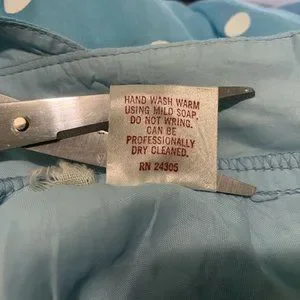 HAND WASH WARM
USING MILD SOAP.
DO NOT WRING.
CAN BE
PROFESSIONALLY
DRY CLEANED.
RN 24305